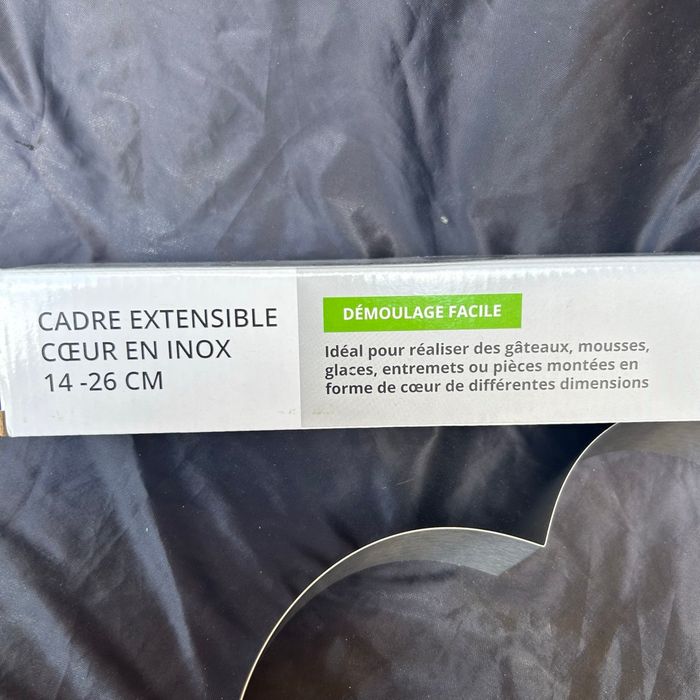 CADRE EXTENSIBLE
CŒUR EN INOX
14 -26 CM
DÉMOULAGE FACILE
Idéal pour réaliser des gâteaux, mousses,
glaces, entremets ou pièces montées en
forme de cœur de différentes dimensions